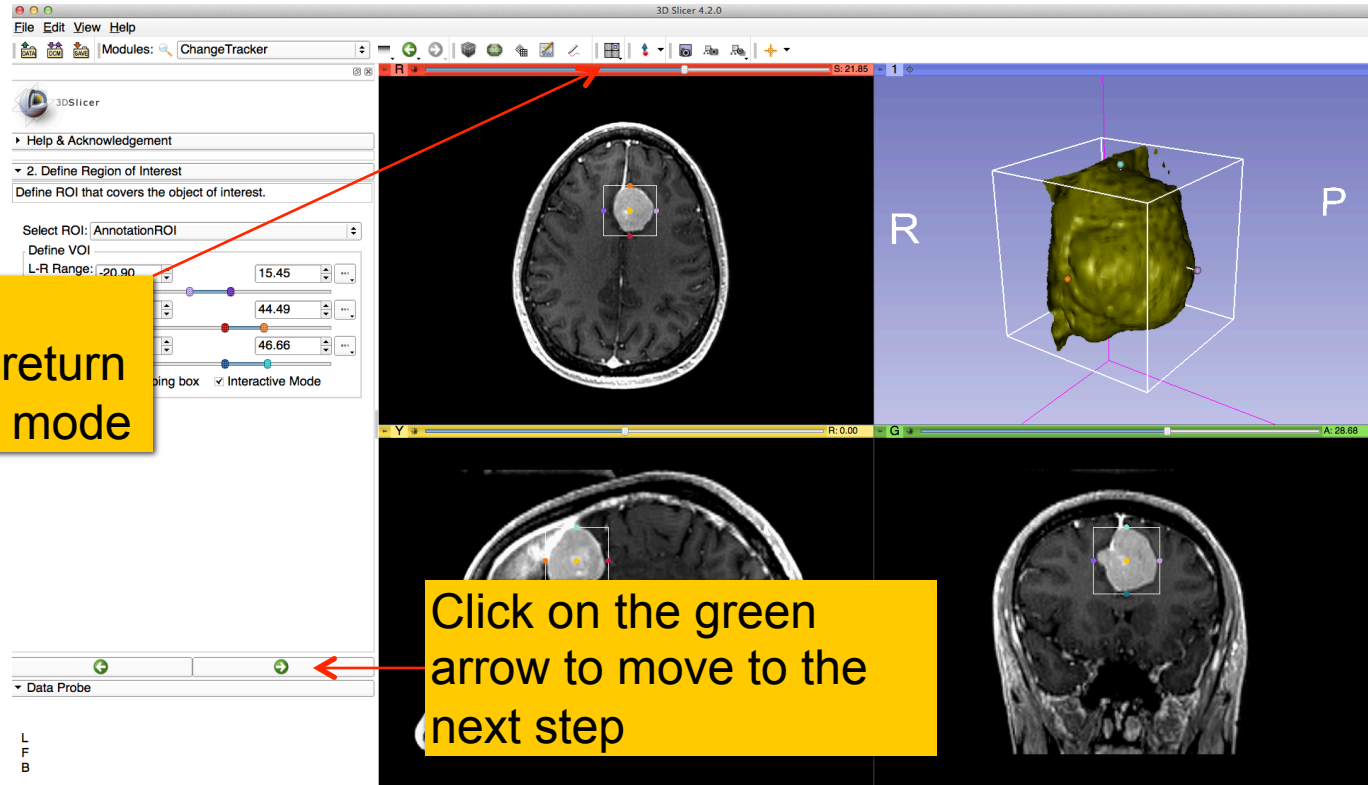 3D Slicer 4.2.0
File Edit View Help
DATA DCM SAVE Modules: ChangeTracker
3DSlicer
Help & Acknowledgement
2. Define Region of Interest
Define ROI that covers the object of interest.
Select ROI: AnnotationROI
Define VOI
L-R Range: -20.90 15.45
44.49
46.66
ping box Interactive Mode
return
mode
R S: 21.85
1
R P
Y R: 0.00
G A: 28.68
Click on the green
arrow to move to the
next step
Data Probe
L
F
B